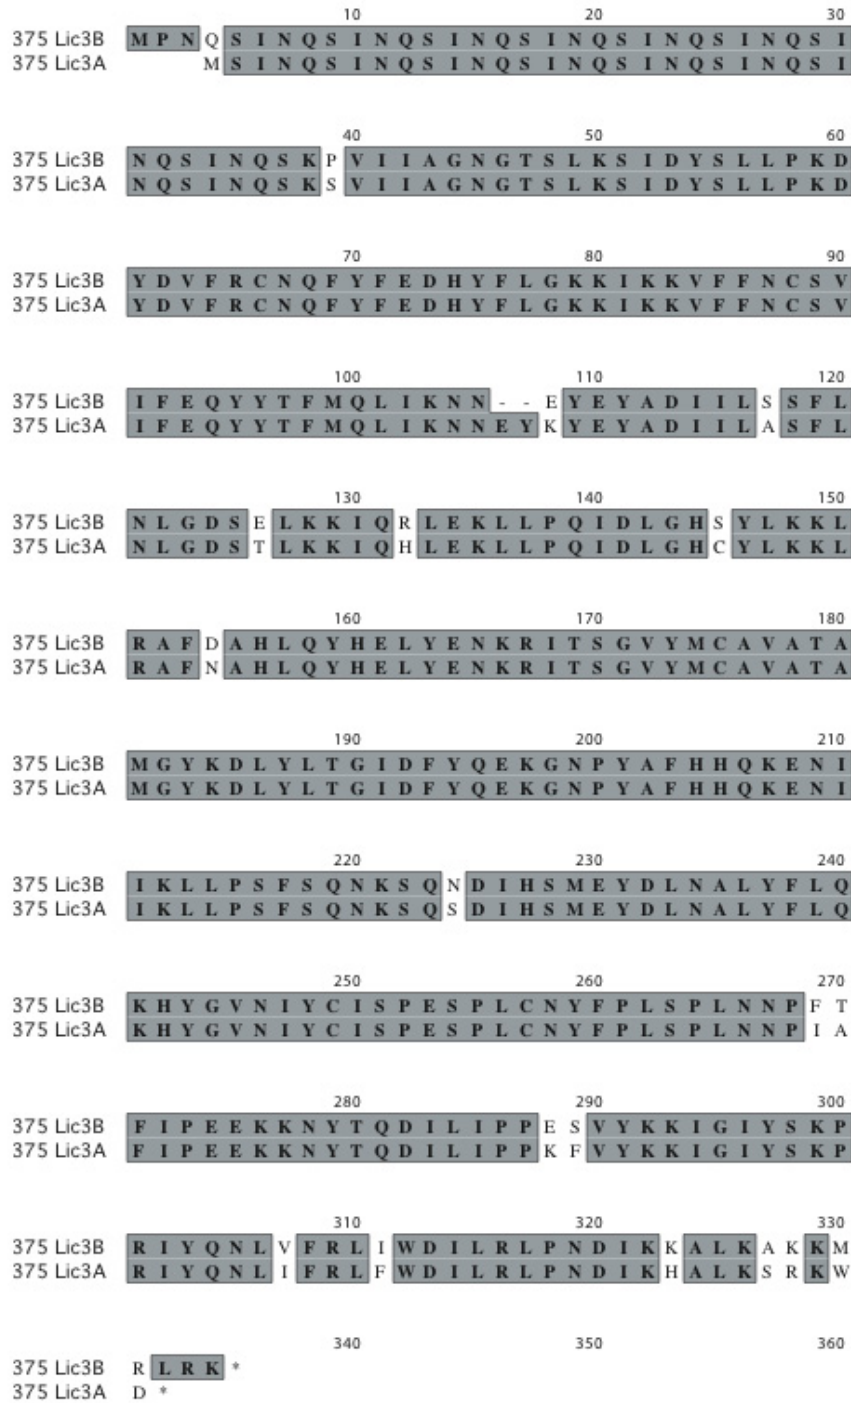 10 20 30
375 Lic3B M P N Q S I N Q S I N Q S I N Q S I N Q S I N Q S I N Q S I
375 Lic3A M S I N Q S I N Q S I N Q S I N Q S I N Q S I N Q S I
40 50 60
375 Lic3B N Q S I N Q S K P V I I A G N G T S L K S I D Y S L L P K D
375 Lic3A N Q S I N Q S K S V I I A G N G T S L K S I D Y S L L P K D
70 80 90
375 Lic3B Y D V F R C N Q F Y F E D H Y F L G K K I K K V F F N C S V
375 Lic3A Y D V F R C N Q F Y F E D H Y F L G K K I K K V F F N C S V
100 110 120
375 Lic3B I F E Q Y Y T F M Q L I K N N - - E Y E Y A D I I L S S F L
375 Lic3A I F E Q Y Y T F M Q L I K N N E Y K Y E Y A D I I L A S F L
130 140 150
375 Lic3B N L G D S E L K K I Q R L E K L L P Q I D L G H S Y L K K L
375 Lic3A N L G D S T L K K I Q H L E K L L P Q I D L G H C Y L K K L
160 170 180
375 Lic3B R A F D A H L Q Y H E L Y E N K R I T S G V Y M C A V A T A
375 Lic3A R A F N A H L Q Y H E L Y E N K R I T S G V Y M C A V A T A
190 200 210
375 Lic3B M G Y K D L Y L T G I D F Y Q E K G N P Y A F H H Q K E N I
375 Lic3A M G Y K D L Y L T G I D F Y Q E K G N P Y A F H H Q K E N I
220 230 240
375 Lic3B I K L L P S F S Q N K S Q N D I H S M E Y D L N A L Y F L Q
375 Lic3A I K L L P S F S Q N K S Q S D I H S M E Y D L N A L Y F L Q
250 260 270
375 Lic3B K H Y G V N I Y C I S P E S P L C N Y F P L S P L N N P F T
375 Lic3A K H Y G V N I Y C I S P E S P L C N Y F P L S P L N N P I A
280 290 300
375 Lic3B F I P E E K K N Y T Q D I L I P P E S V Y K K I G I Y S K P
375 Lic3A F I P E E K K N Y T Q D I L I P P K F V Y K K I G I Y S K P
310 320 330
375 Lic3B R I Y Q N L V F R L I W D I L R L P N D I K K A L K A K K M
375 Lic3A R I Y Q N L I F R L F W D I L R L P N D I K H A L K S R K W
340 350 360
375 Lic3B R L R K *
375 Lic3A D *